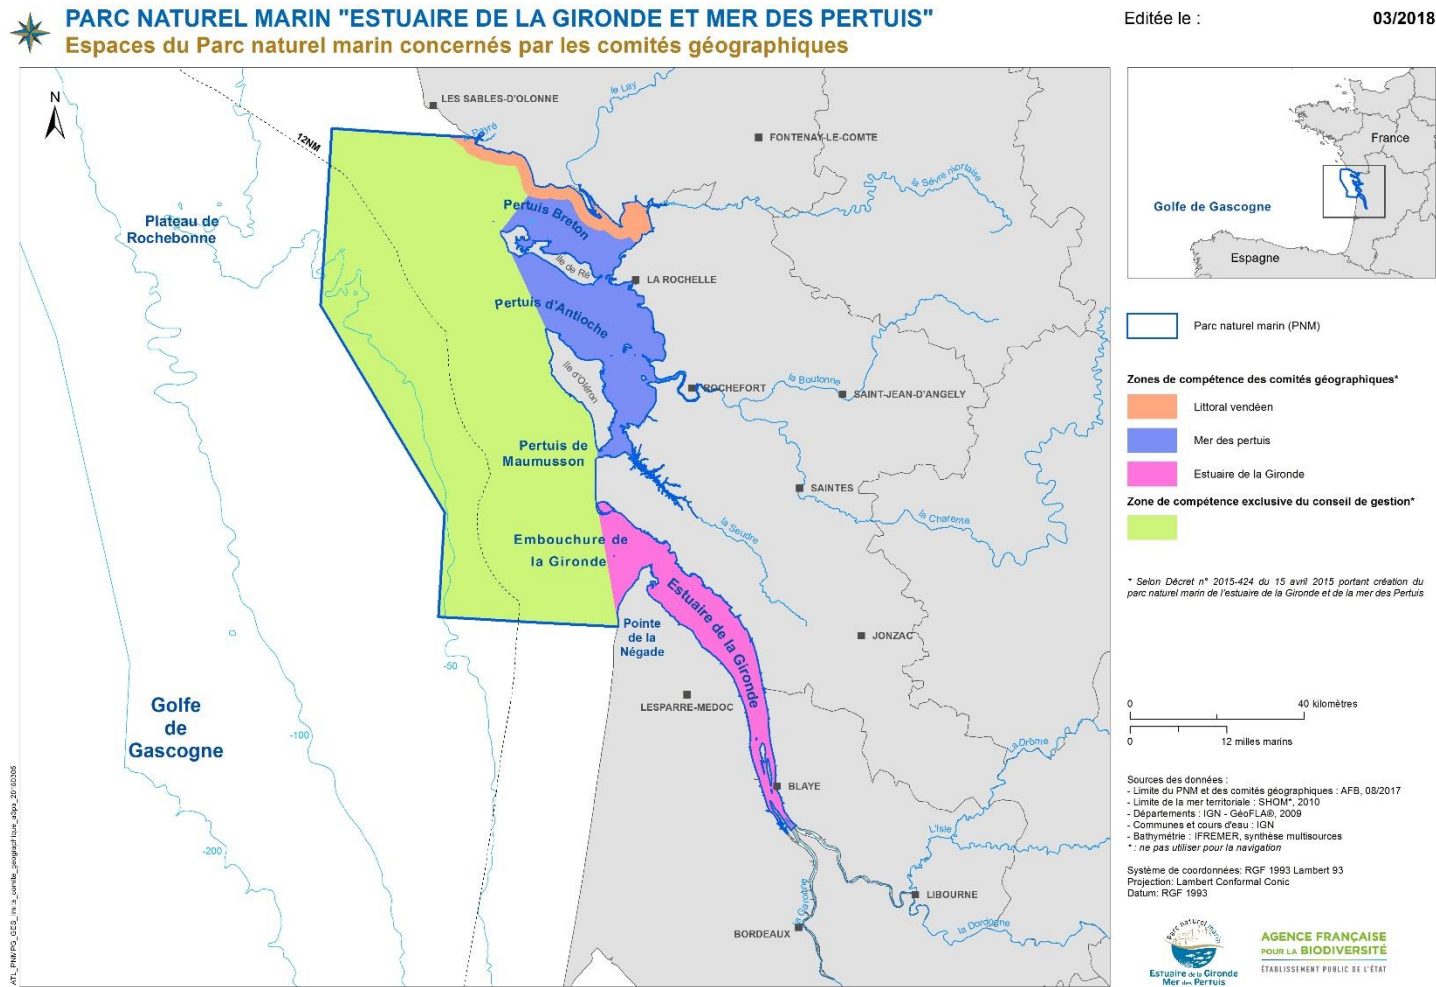 PARC NATUREL MARIN "ESTUAIRE DE LA GIRONDE ET MER DES PERTUIS"
Espaces du Parc naturel marin concernés par les comités géographiques
Editée le :
03/2018
N
LES SABLES-D'OLONNE
le Lay
12NM
FONTENAY-LE-COMTE
la Sèvre niortaise
Plateau de
Rochebonne
Pertuis Breton
Ile de Ré
LA ROCHELLE
Pertuis d'Antioche
Ile d'Oléron
ROCHEFORT
la Boutonne
SAINT-JEAN-D'ANGELY
Pertuis de
Maumusson
SAINTES
la Charente
la Seudre
Embouchure de
la Gironde
Estuaire de la Gironde
Pointe
de la
Négade
JONZAC
-50
LESPARRE-MEDOC
Golfe
de
Gascogne
-100
la Drôme
BLAYE
L'Isle
-200
LIBOURNE
la Garonne
la Dordogne
BORDEAUX
France
Golfe de Gascogne
Espagne
Parc naturel marin (PNM)
Zones de compétence des comités géographiques*
Littoral vendéen
Mer des pertuis
Estuaire de la Gironde
Zone de compétence exclusive du conseil de gestion*
* Selon Décret n° 2015-424 du 15 avril 2015 portant création du
parc naturel marin de l'estuaire de la Gironde et de la mer des Pertuis
0 40 kilomètres
0 12 milles marins
Sources des données :
- Limite du PNM et des comités géographiques : AFB, 08/2017
- Limite de la mer territoriale : SHOM*, 2010
- Départements : IGN - GéoFLA®, 2009
- Communes et cours d'eau : IGN
- Bathymétrie : IFREMER, synthèse multisources
* : ne pas utiliser pour la navigation
Système de coordonnées: RGF 1993 Lambert 93
Projection: Lambert Conformal Conic
Datum: RGF 1993
Parc naturel marin
Estuaire de la Gironde
Mer des Pertuis
AGENCE FRANÇAISE
POUR LA BIODIVERSITÉ
ÉTABLISSEMENT PUBLIC DE L'ÉTAT